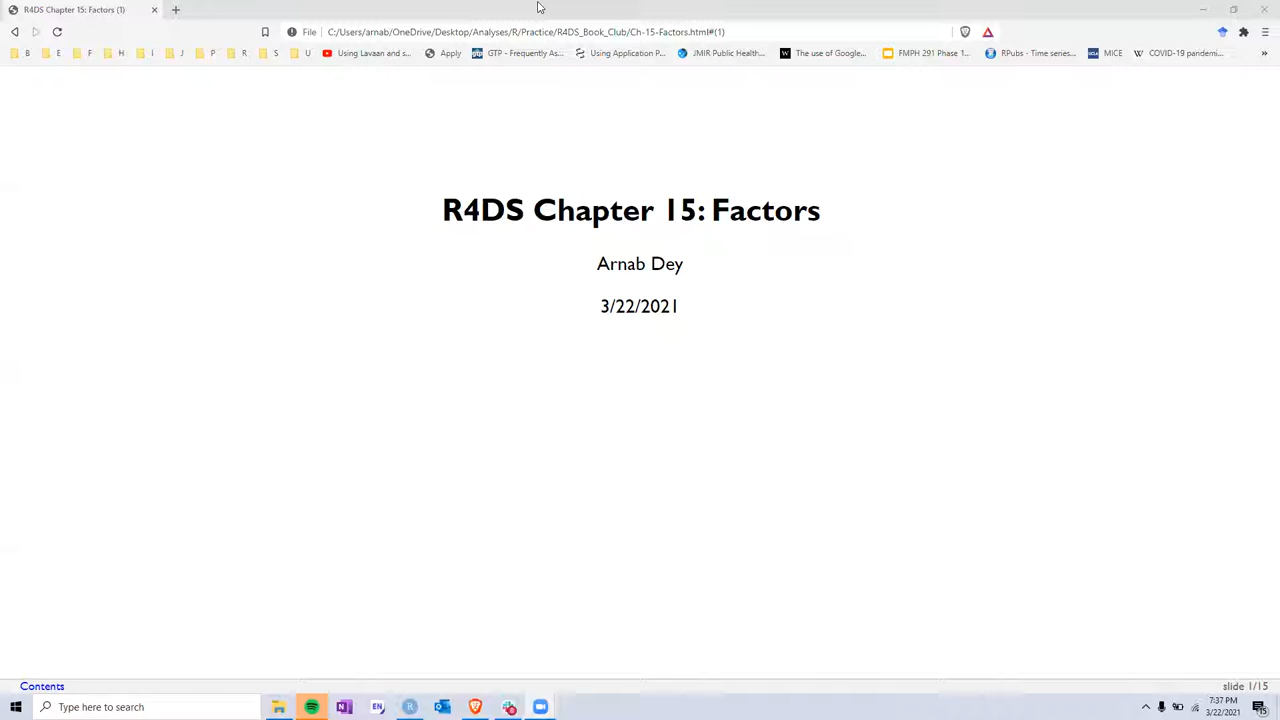 R4DS Chapter 15: Factors (1)
File
C:/Users/arnab/OneDrive/Desktop/Analyses/R/Practice/R4DS_Book_Club/Ch-15-Factors.html#(1)
B E F H I J P R S U Using Lavaan and s... Apply GTP - Frequently As... Using Application P... JMIR Public Health... The use of Google... FMPH 291 Phase 1... RPubs - Time series... MICE COVID-19 pandemi... »
R4DS Chapter 15: Factors
Arnab Dey
3/22/2021
Contents
slide 1/15
Type here to search
7:37 PM
3/22/2021